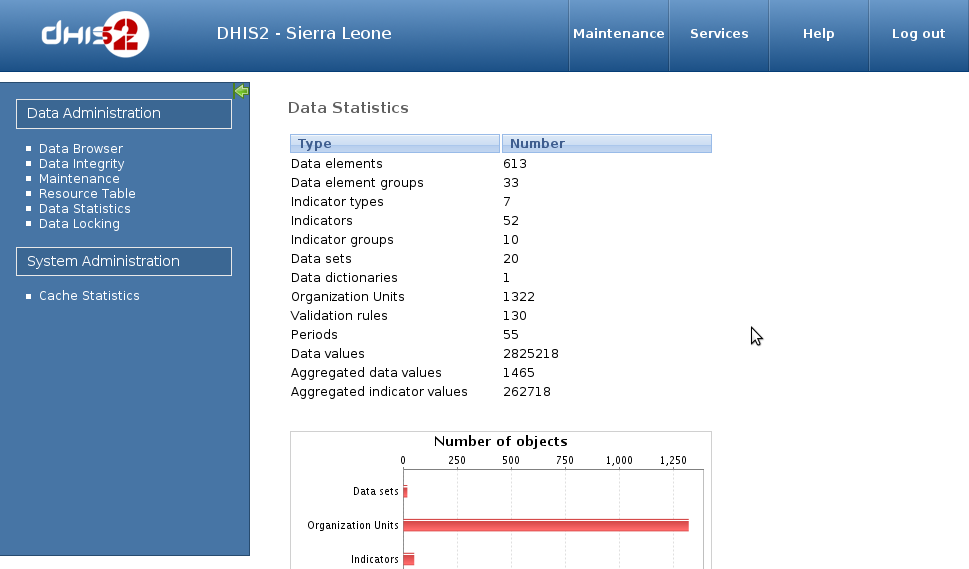 dhis2
DHIS2 - Sierra Leone
Maintenance Services Help Log out
Data Administration
Data Browser
Data Integrity
Maintenance
Resource Table
Data Statistics
Data Locking
System Administration
Cache Statistics
Data Statistics
Type Number
Data elements 613
Data element groups 33
Indicator types 7
Indicators 52
Indicator groups 10
Data sets 20
Data dictionaries 1
Organization Units 1322
Validation rules 130
Periods 55
Data values 2825218
Aggregated data values 1465
Aggregated indicator values 262718
Number of objects
0 250 500 750 1,000 1,250
Data sets
Organization Units
Indicators